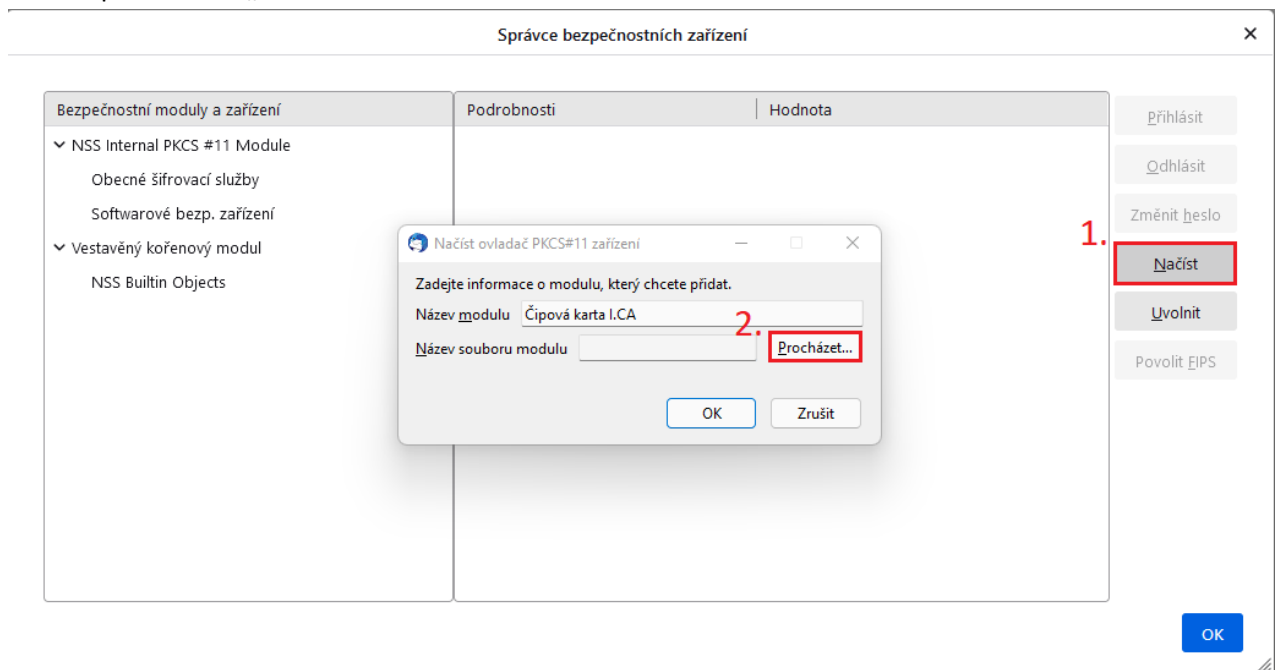 Správce bezpečnostních zařízení
Bezpečnostní moduly a zařízení
Podrobnosti
Hodnota
NSS Internal PKCS #11 Module
Obecné šifrovací služby
Softwarové bezp. zařízení
Vestavěný kořenový modul
NSS Builtin Objects
Přihlásit
Odhlásit
Změnit heslo
1.
Načíst
Uvolnit
Povolit FIPS
Načíst ovladač PKCS#11 zařízení
Zadejte informace o modulu, který chcete přidat.
Název modulu Čipová karta I.CA
2.
Název souboru modulu Procházet...
OK Zrušit
OK